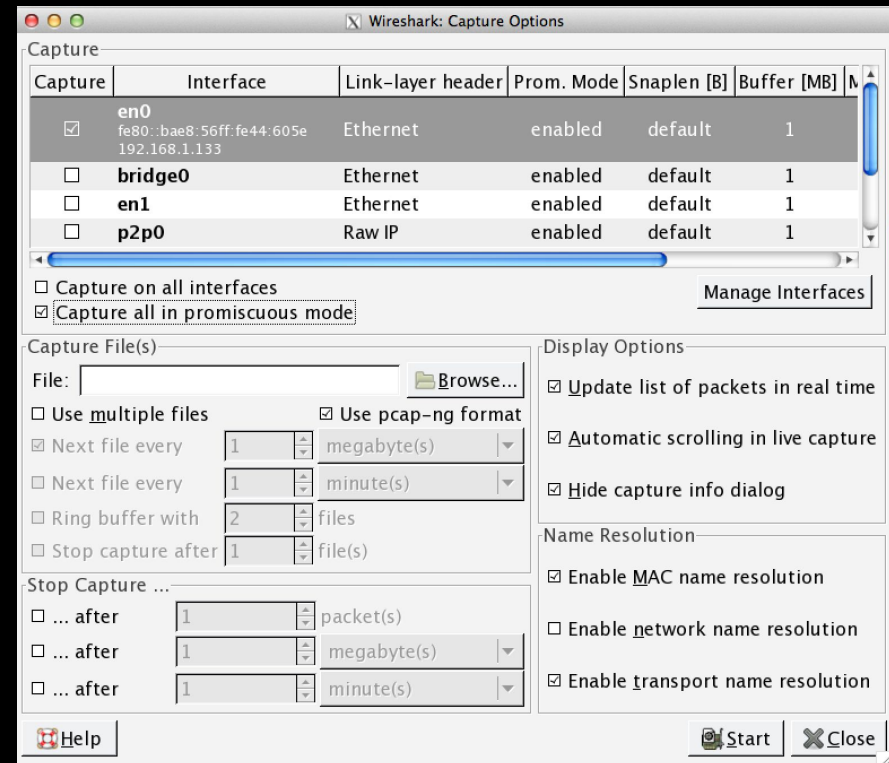 Wireshark: Capture Options
Capture
Capture Interface Link-layer header Prom. Mode Snaplen [B] Buffer [MB]
en0
fe80::bae8:56ff:fe44:605e
192.168.1.133
Ethernet enabled default 1
bridge0 Ethernet enabled default 1
en1 Ethernet enabled default 1
p2p0 Raw IP enabled default 1
Capture on all interfaces
Capture all in promiscuous mode
Manage Interfaces
Capture File(s)
File:
Browse...
Use multiple files
Use pcap-ng format
Next file every 1 megabyte(s)
Next file every 1 minute(s)
Ring buffer with 2 files
Stop capture after 1 file(s)
Stop Capture ...
... after 1 packet(s)
... after 1 megabyte(s)
... after 1 minute(s)
Display Options
Update list of packets in real time
Automatic scrolling in live capture
Hide capture info dialog
Name Resolution
Enable MAC name resolution
Enable network name resolution
Enable transport name resolution
Help
Start
Close